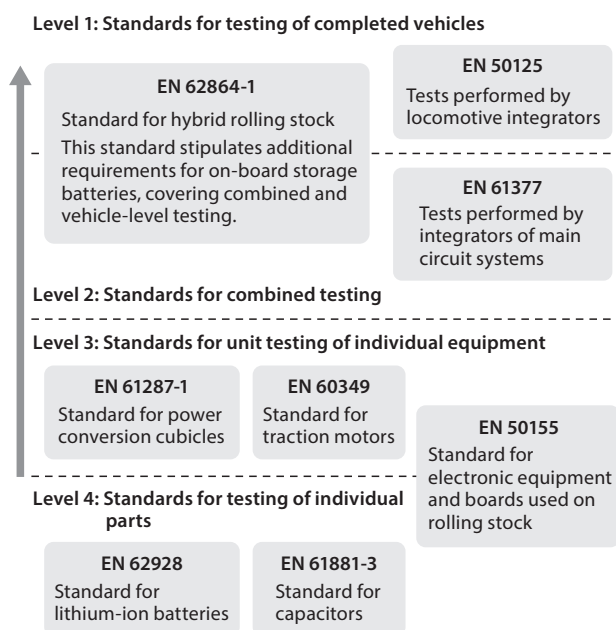 Level 1: Standards for testing of completed vehicles
EN 62864-1
Standard for hybrid rolling stock
This standard stipulates additional
requirements for on-board storage
batteries, covering combined and
vehicle-level testing.
EN 50125
Tests performed by
locomotive integrators
EN 61377
Tests performed by
integrators of main
circuit systems
Level 2: Standards for combined testing
Level 3: Standards for unit testing of individual equipment
EN 61287-1
Standard for power
conversion cubicles
EN 60349
Standard for
traction motors
EN 50155
Standard for
electronic equipment
and boards used on
rolling stock
Level 4: Standards for testing of individual
parts
EN 62928
Standard for
lithium-ion batteries
EN 61881-3
Standard for
capacitors